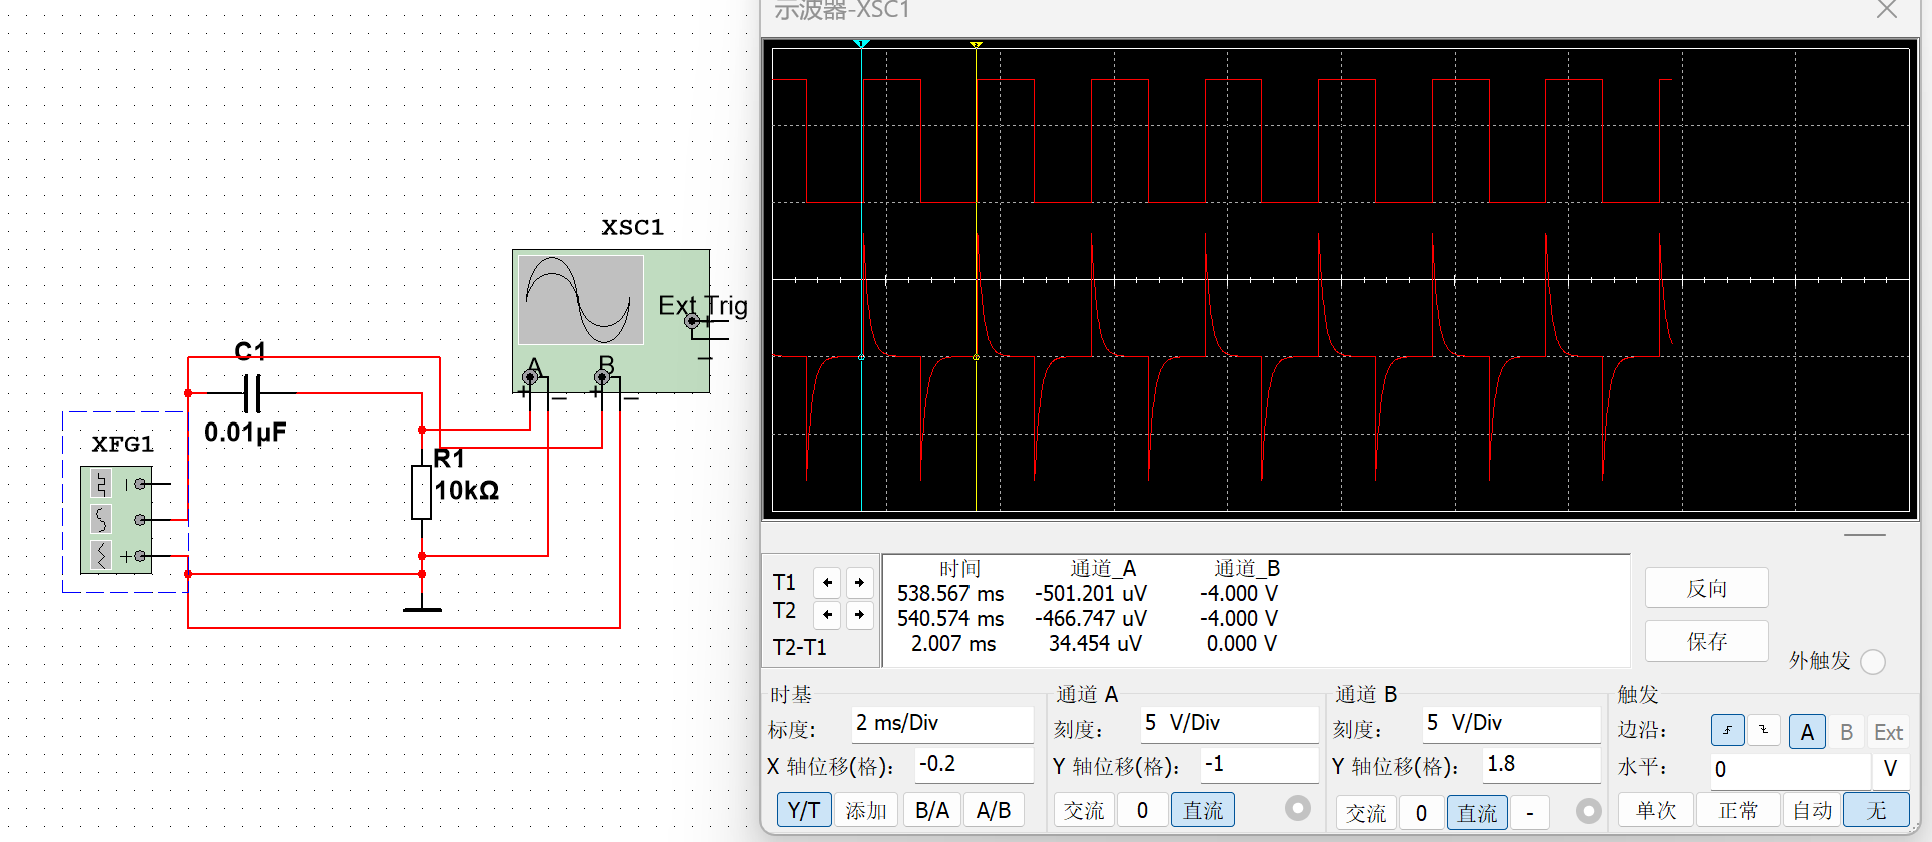 示波器-XSC1
XSC1
Ext Trig
A
B
C1
0.01µF
XFG1
R1
10kΩ
1
2
T1
T2
T2-T1
时间 通道_A 通道_B
538.567 ms -501.201 uV -4.000 V
540.574 ms -466.747 uV -4.000 V
2.007 ms 34.454 uV 0.000 V
反向
保存
外触发
时基
标度: 2 ms/Div
X 轴位移(格): -0.2
Y/T 添加 B/A A/B
通道 A
刻度: 5 V/Div
Y 轴位移(格): -1
交流 0 直流
通道 B
刻度: 5 V/Div
Y 轴位移(格): 1.8
交流 0 直流 -
触发
边沿: A B Ext
水平: 0 V
单次 正常 自动 无